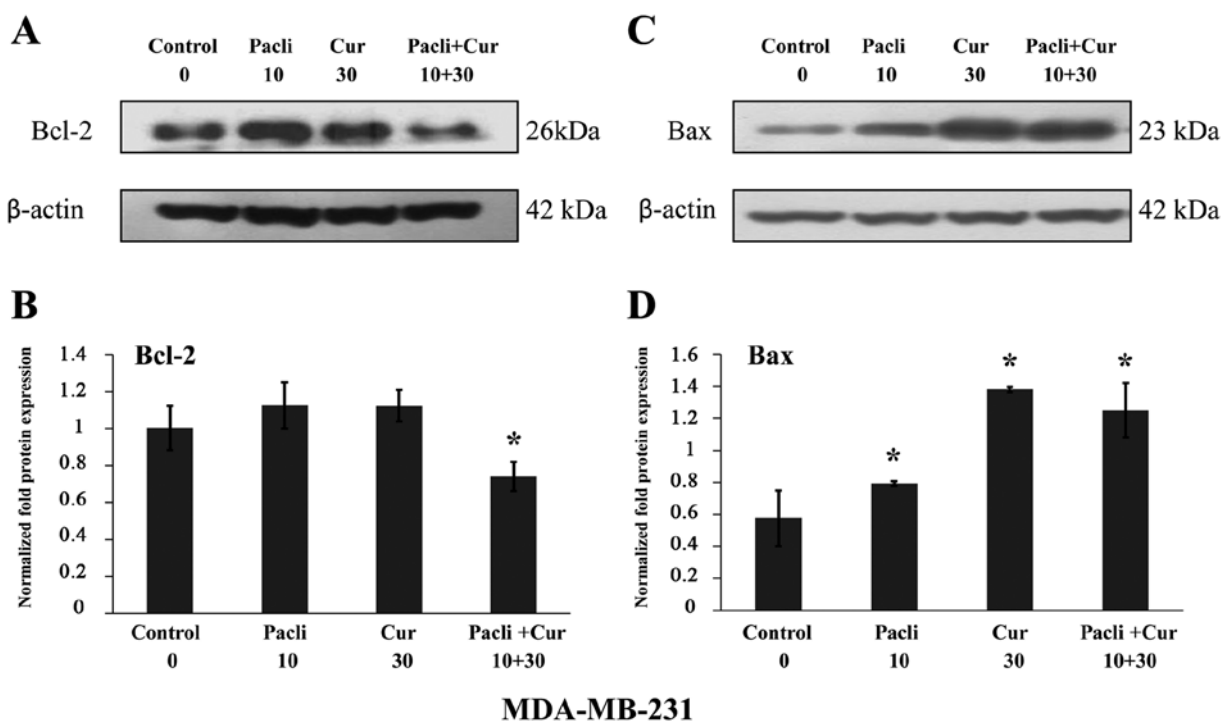 A
Control Pacli Cur Pacli+Cur
0 10 30 10+30
Bcl-2 26kDa
β-actin 42 kDa
C
Control Pacli Cur Pacli+Cur
0 10 30 10+30
Bax 23 kDa
β-actin 42 kDa
B
Bcl-2
Normalized fold protein expression
1.4
1.2
1
0.8
0.6
0.4
0.2
0
*
Control Pacli Cur Pacli +Cur
0 10 30 10+30
D
Bax
Normalized fold protein expression
1.6
1.4
1.2
1
0.8
0.6
0.4
0.2
0
* * *
Control Pacli Cur Pacli +Cur
0 10 30 10+30
MDA-MB-231